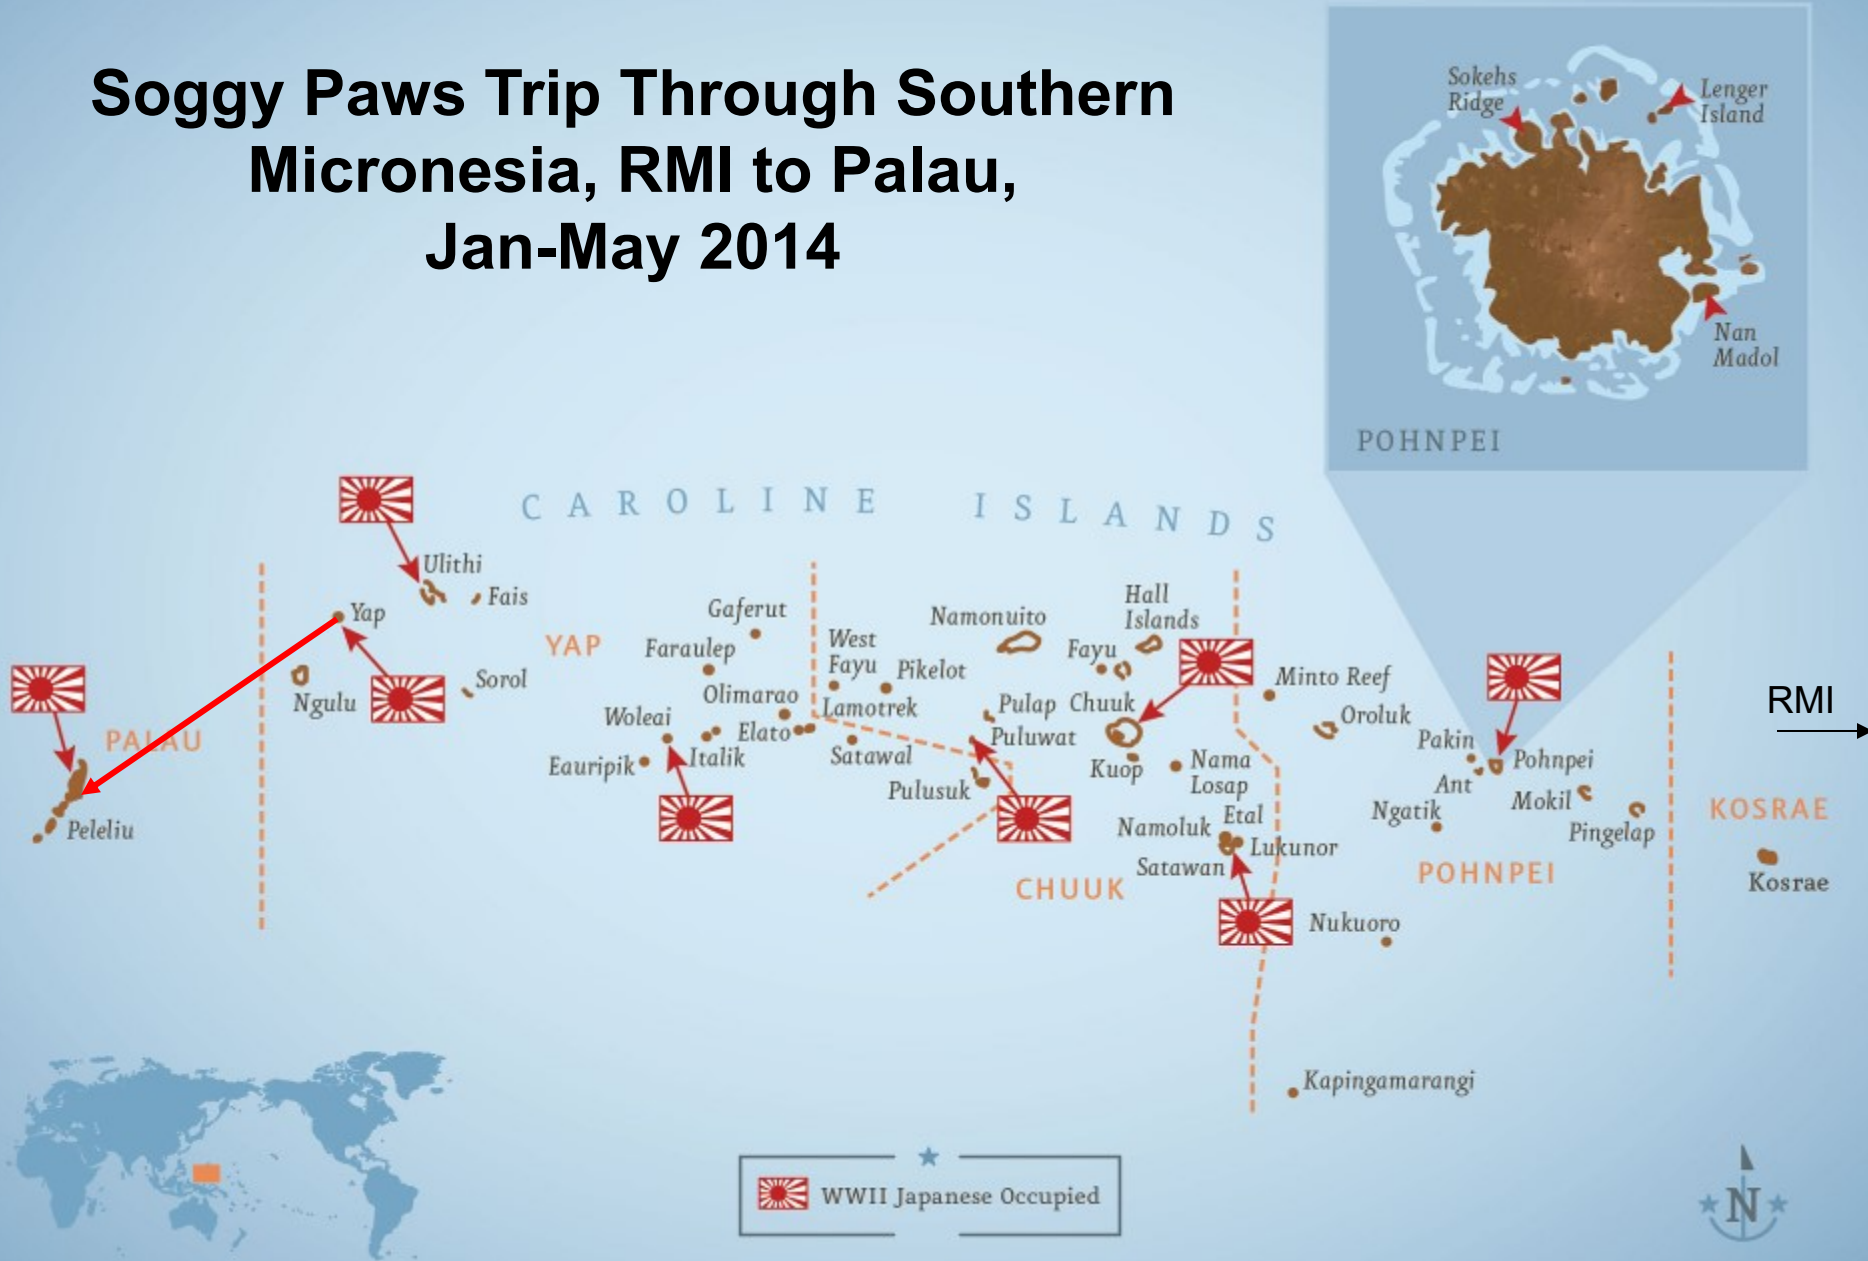 Soggy Paws Trip Through Southern
Micronesia, RMI to Palau,
Jan-May 2014
Sokehs
Ridge
Lenger
Island
Nan
Madol
POHNPEI
CAROLINE ISLANDS
Ulithi
Fais
Yap
YAP
Ngulu
Sorol
PALAU
Peleliu
Gaferut
Faraulep
Olimarao
Woleai
Elato
Italik
Eauripik
West
Fayu
Pikelot
Lamotrek
Satawal
Namonuito
Hall
Islands
Fayu
Pulap
Chuuk
Puluwat
Pulusuk
Kuop
Nama
Losap
Etal
Namoluk
Lukunor
Satawan
CHUUK
Minto Reef
Oroluk
Pakin
Pohnpei
Ant
Mokil
Ngatik
Pingelap
POHNPEI
Nukuoro
Kapingamarangi
RMI
KOSRAE
Kosrae
WWII Japanese Occupied
N